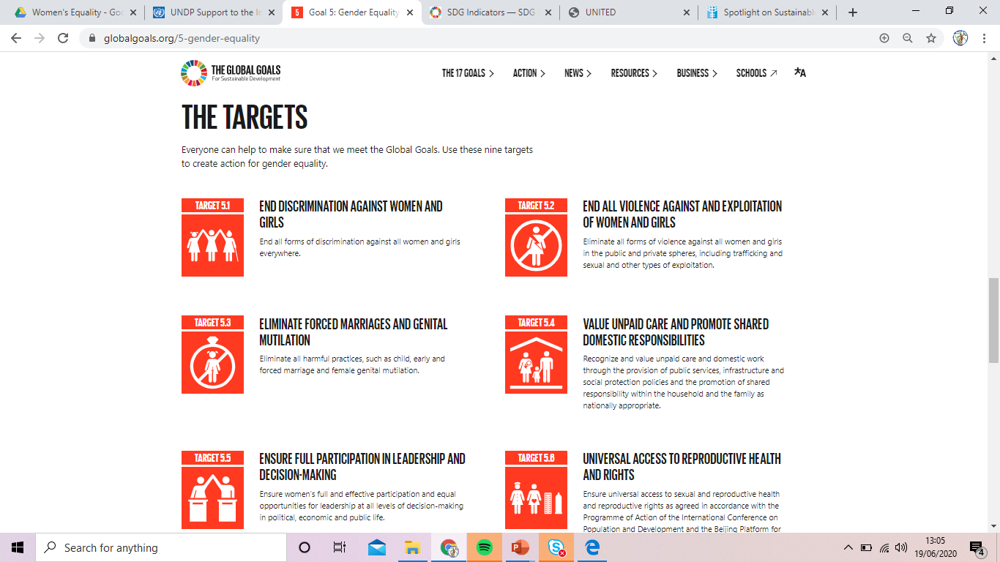 Women's Equality - Goo
UNDP Support to the In
5
Goal 5: Gender Equality
SDG Indicators — SDG
UNITED
Spotlight on Sustainabl
globalgoals.org/5-gender-equality
THE GLOBAL GOALS
For Sustainable Development
THE 17 GOALS
ACTION
NEWS
RESOURCES
BUSINESS
SCHOOLS
THE TARGETS
Everyone can help to make sure that we meet the Global Goals. Use these nine targets
to create action for gender equality.
TARGET 5.1
END DISCRIMINATION AGAINST WOMEN AND
GIRLS
End all forms of discrimination against all women and girls
everywhere.
TARGET 5.2
END ALL VIOLENCE AGAINST AND EXPLOITATION
OF WOMEN AND GIRLS
Eliminate all forms of violence against all women and girls
in the public and private spheres, including trafficking and
sexual and other types of exploitation.
TARGET 5.3
ELIMINATE FORCED MARRIAGES AND GENITAL
MUTILATION
Eliminate all harmful practices, such as child, early and
forced marriage and female genital mutilation.
TARGET 5.4
VALUE UNPAID CARE AND PROMOTE SHARED
DOMESTIC RESPONSIBILITIES
Recognize and value unpaid care and domestic work
through the provision of public services, infrastructure and
social protection policies and the promotion of shared
responsibility within the household and the family as
nationally appropriate.
TARGET 5.5
ENSURE FULL PARTICIPATION IN LEADERSHIP AND
DECISION-MAKING
Ensure women's full and effective participation and equal
opportunities for leadership at all levels of decision-making
in political, economic and public life.
TARGET 5.6
UNIVERSAL ACCESS TO REPRODUCTIVE HEALTH
AND RIGHTS
Ensure universal access to sexual and reproductive health
and reproductive rights as agreed in accordance with the
Programme of Action of the International Conference on
Population and Development and the Beijing Platform for
Search for anything
13:05
19/06/2020
4